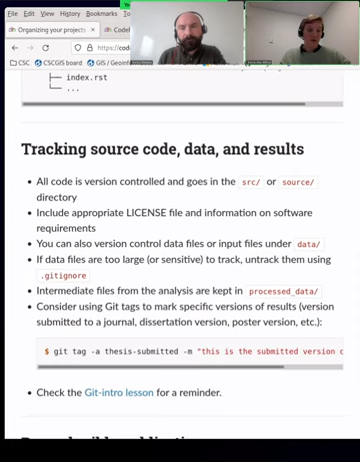 File Edit View History Bookmarks To
Organizing your projects × CodeR
https://cod
CSC CSCGIS board GIS / Geoinf
index.rst
...
Tracking source code, data, and results
All code is version controlled and goes in the src/ or source/
directory
Include appropriate LICENSE file and information on software
requirements
You can also version control data files or input files under data/
If data files are too large (or sensitive) to track, untrack them using
.gitignore
Intermediate files from the analysis are kept in processed_data/
Consider using Git tags to mark specific versions of results (version
submitted to a journal, dissertation version, poster version, etc.):
$ git tag -a thesis-submitted -m "this is the submitted version o
Check the Git-intro lesson for a reminder.